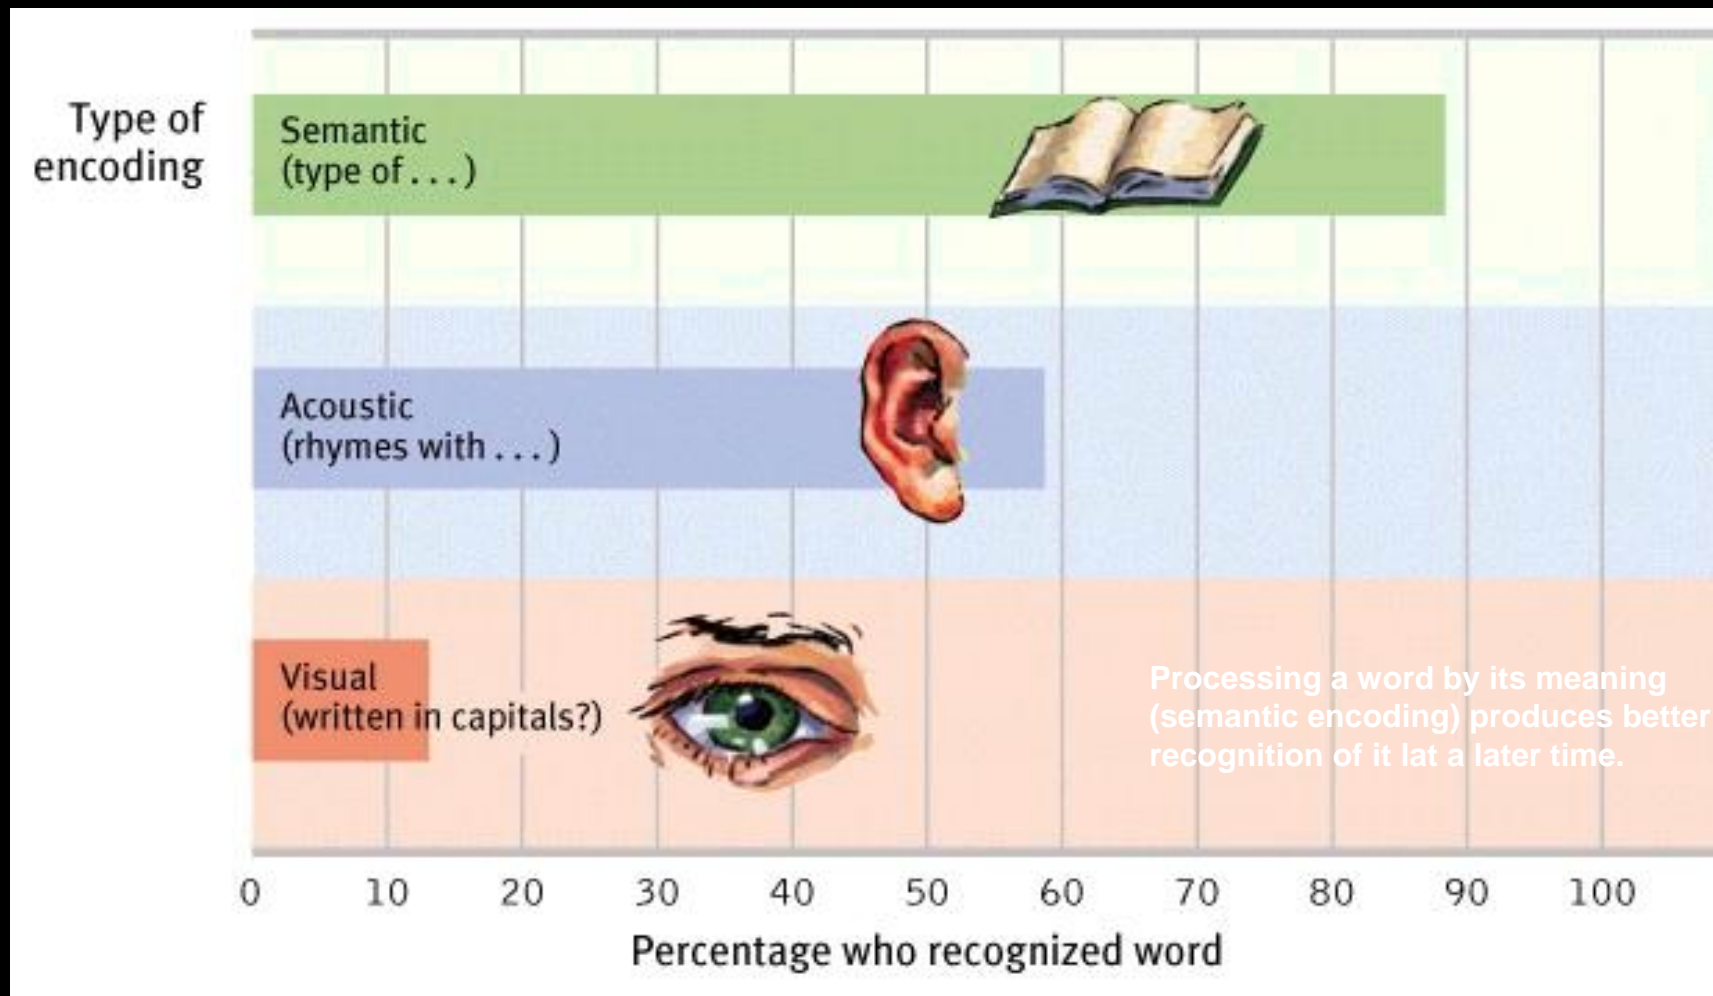 Type of
encoding
Semantic
(type of . . . )
Acoustic
(rhymes with . . . )
Visual
(written in capitals?)
Processing a word by its meaning
(semantic encoding) produces better
recognition of it lat a later time.
0 10 20 30 40 50 60 70 80 90 100
Percentage who recognized word